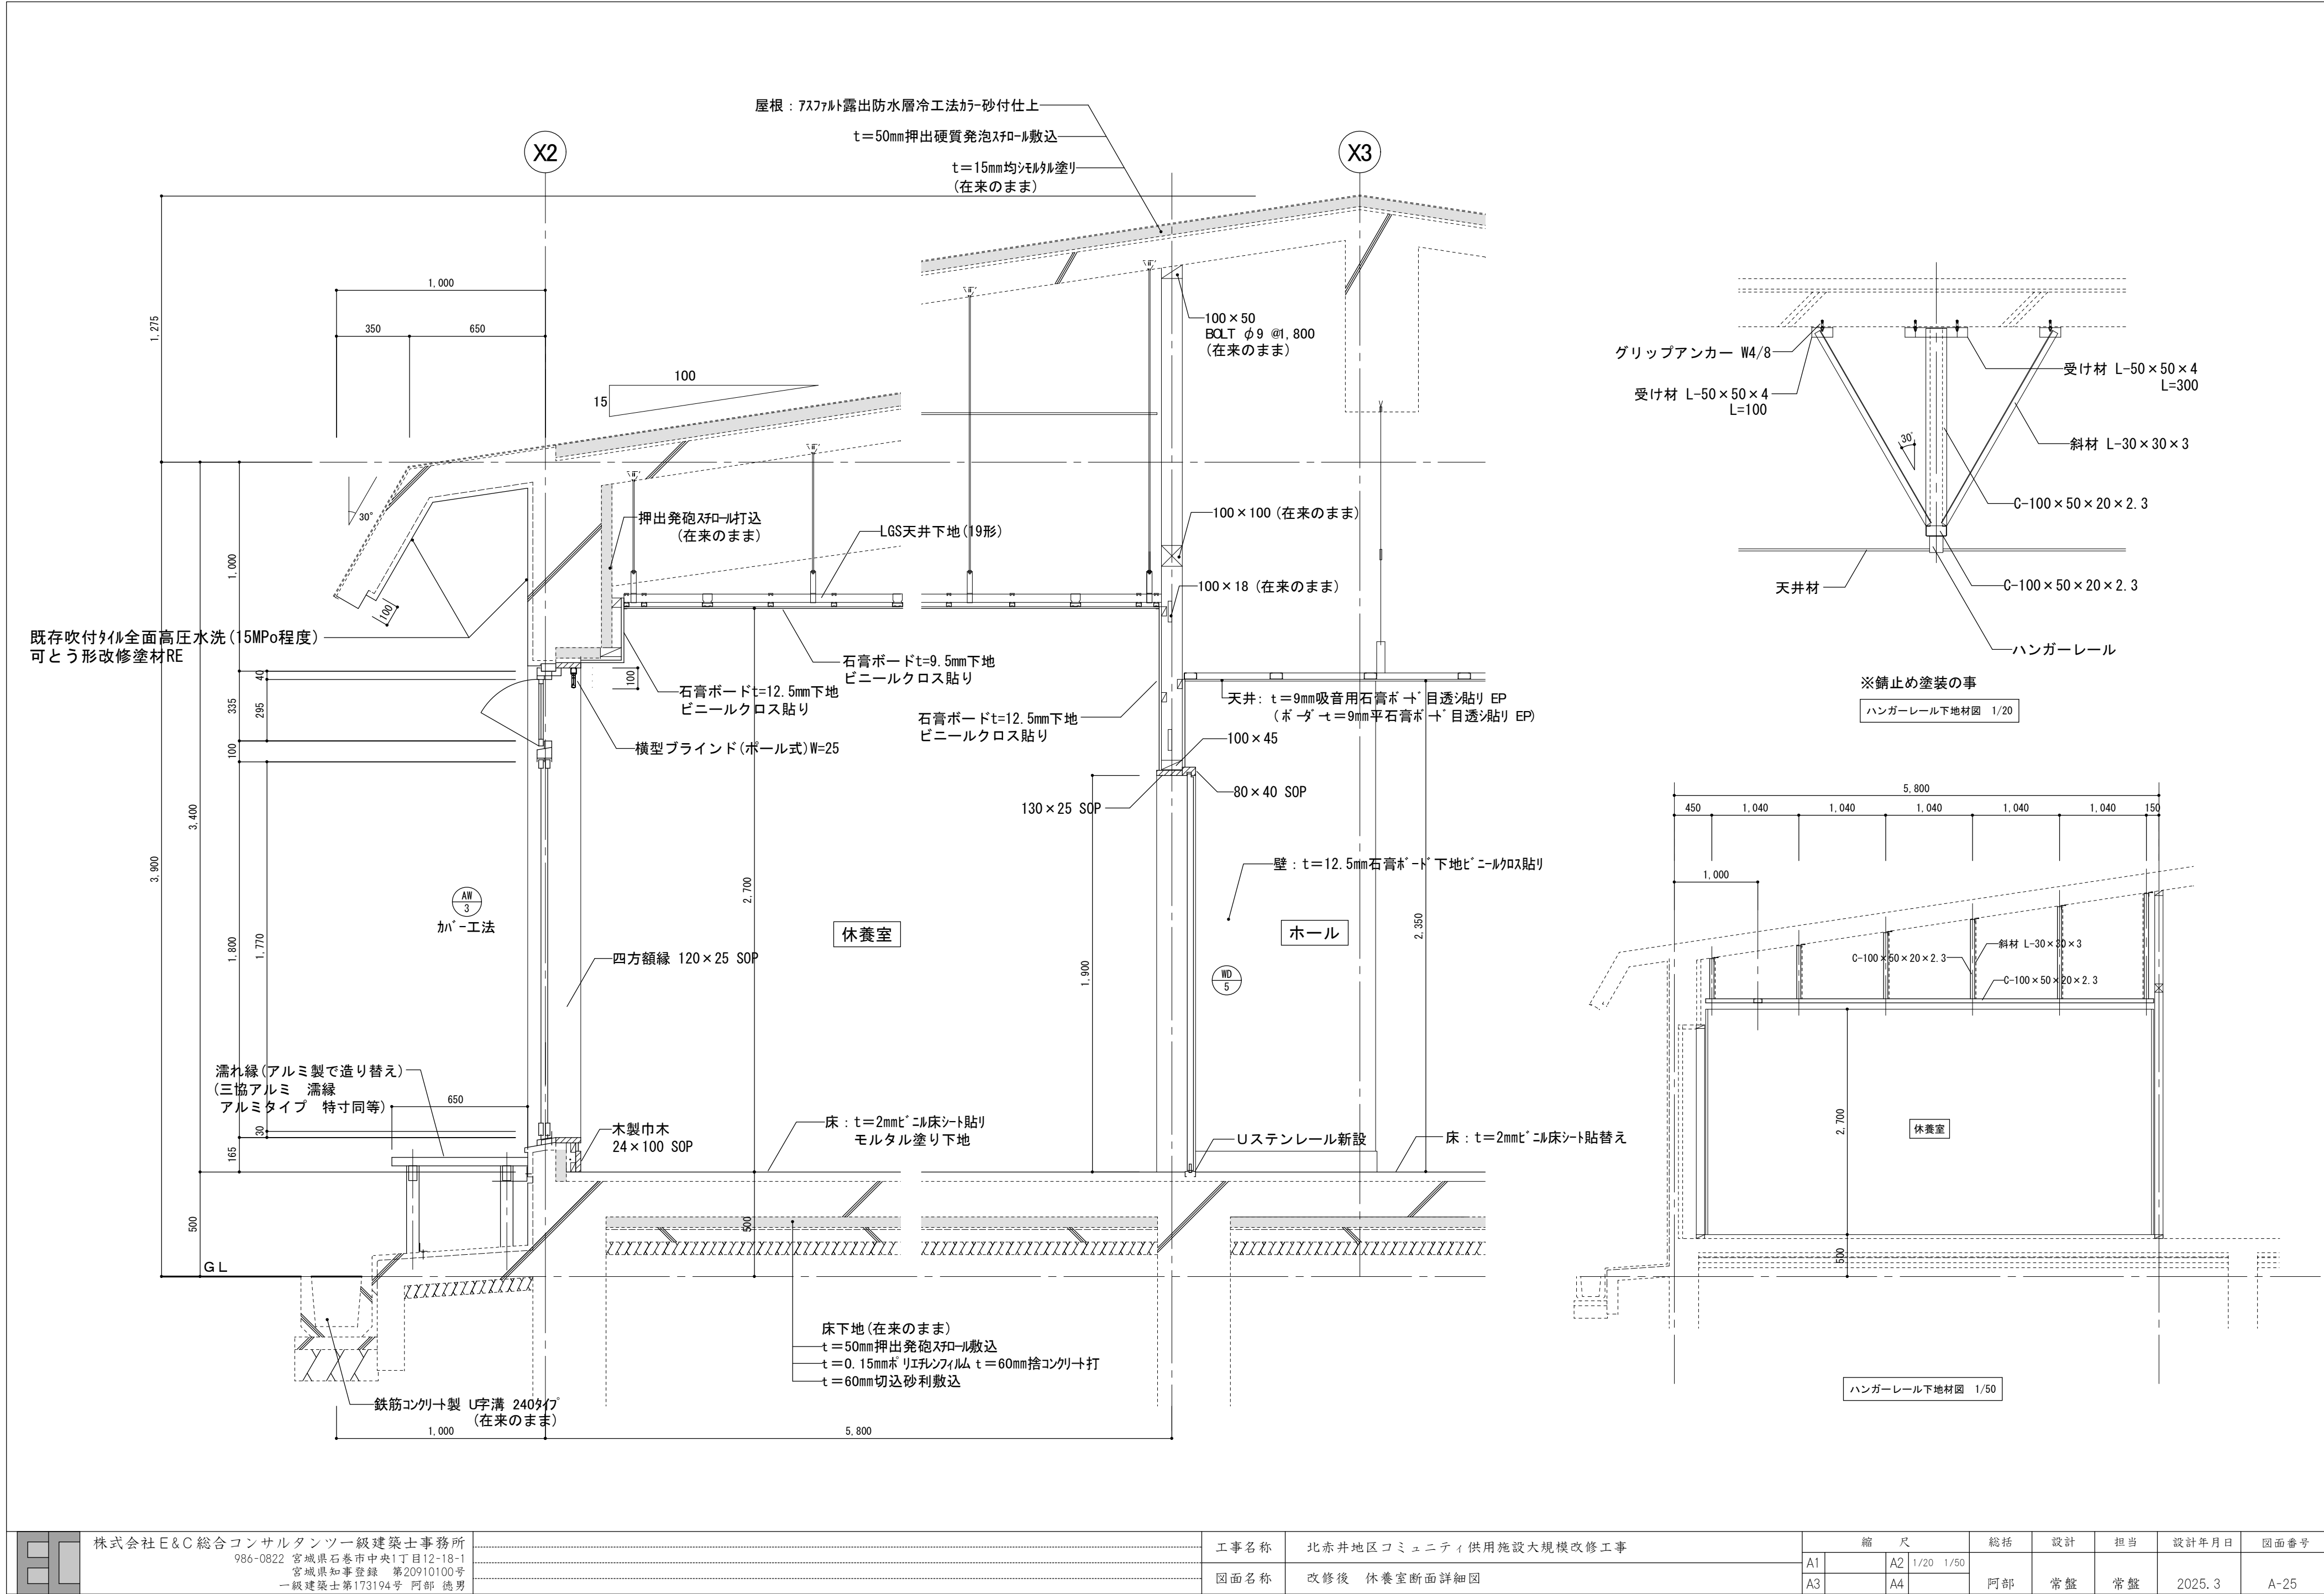 屋根：ｱｽﾌｧﾙﾄ露出防水層冷工法ｶﾗｰ砂付仕上
t＝50mm押出硬質発泡ｽﾁﾛｰﾙ敷込
t＝15mm均ｼﾓﾙﾀﾙ塗り
(在来のまま)
X2
X3
1,000
350
650
1,275
100
15
100×50
BOLT φ9 @1,800
(在来のまま)
30°
100
押出発砲ｽﾁﾛｰﾙ打込
(在来のまま)
LGS天井下地(19形)
100×100 (在来のまま)
100×18 (在来のまま)
既存吹付ﾀｲﾙ全面高圧水洗(15MPo程度)
可とう形改修塗材RE
石膏ボードt=9.5mm下地
ビニールクロス貼り
100
石膏ボードt=12.5mm下地
ビニールクロス貼り
石膏ボードt=12.5mm下地
ビニールクロス貼り
天井: t＝9mm吸音用石膏ﾎﾞｰﾄﾞ目透ｼ貼り EP
(ﾎﾞｰﾀﾞｰt＝9mm平石膏ﾎﾞｰﾄﾞ目透ｼ貼り EP)
横型ブラインド(ポール式)W=25
100×45
80×40 SOP
130×25 SOP
1,000
40
335
295
100
3,400
3,900
1,800
1,770
30
165
500
AW
3
ｶﾊﾞｰ工法
2,700
休養室
壁：t＝12.5mm石膏ﾎﾞｰﾄﾞ下地ﾋﾞﾆｰﾙｸﾛｽ貼り
ホール
2,350
1,900
WD
5
四方額縁 120×25 SOP
濡れ縁(アルミ製で造り替え)
(三協アルミ　濡縁
アルミタイプ　特寸同等)
650
木製巾木
24×100 SOP
床：t＝2mmﾋﾞﾆﾙ床ｼｰﾄ貼り
モルタル塗り下地
Uステンレール新設
床：t＝2mmﾋﾞﾆﾙ床ｼｰﾄ貼替え
500
GL
床下地(在来のまま)
t＝50mm押出発砲ｽﾁﾛｰﾙ敷込
t＝0.15mmﾎﾟﾘｴﾁﾚﾝﾌｨﾙﾑ t＝60mm捨ｺﾝｸﾘｰﾄ打
t＝60mm切込砂利敷込
鉄筋ｺﾝｸﾘｰﾄ製 U字溝 240ﾀｲﾌﾟ
(在来のまま)
1,000
5,800
グリップアンカー W4/8
受け材 L-50×50×4
L=100
受け材 L-50×50×4
L=300
30°
斜材 L-30×30×3
C-100×50×20×2.3
天井材
C-100×50×20×2.3
ハンガーレール
※錆止め塗装の事
ハンガーレール下地材図 1/20
5,800
450
1,040
1,040
1,040
1,040
1,040
150
1,000
斜材 L-30×30×3
C-100×50×20×2.3
C-100×50×20×2.3
2,700
休養室
500
ハンガーレール下地材図 1/50
株式会社E&C総合コンサルタンツ一級建築士事務所
986-0822 宮城県石巻市中央1丁目12-18-1
宮城県知事登録　第20910100号
一級建築士第173194号 阿部 徳男
工事名称
北赤井地区コミュニティ供用施設大規模改修工事
図面名称
改修後　休養室断面詳細図
縮尺
A1
A2
1/20 1/50
A3
A4
総括
阿部
設計
常盤
担当
常盤
設計年月日
2025.3
図面番号
A-25